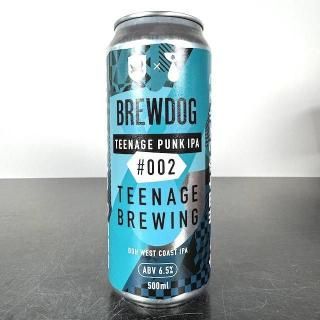 ×
BREWDOG
TEENAGE PUNK IPA
#002
TEENAGE
BREWING
DDH WEST COAST IPA
ABV 6.5%
500ml